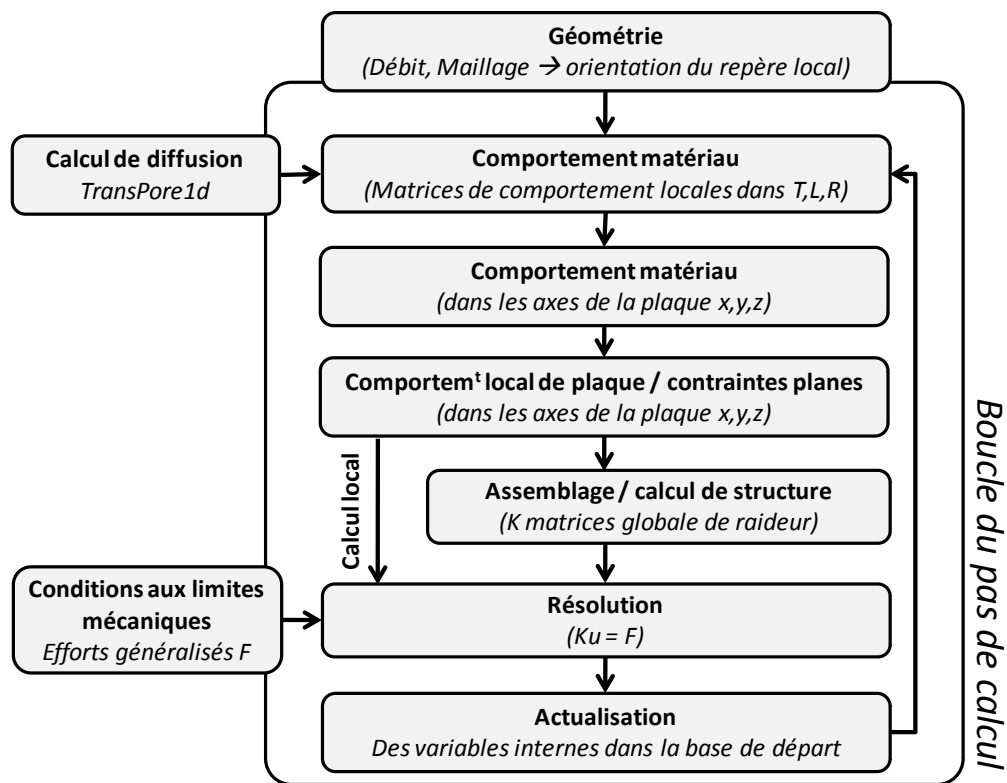 Géométrie
(Débit, Maillage → orientation du repère local)
Calcul de diffusion
TransPore1d
Comportement matériau
(Matrices de comportement locales dans T,L,R)
Comportement matériau
(dans les axes de la plaque x,y,z)
Comportemᵗ local de plaque / contraintes planes
(dans les axes de la plaque x,y,z)
Calcul local
Assemblage / calcul de structure
(K matrices globale de raideur)
Conditions aux limites
mécaniques
Efforts généralisés F
Résolution
(Ku = F)
Actualisation
Des variables internes dans la base de départ
Boucle du pas de calcul